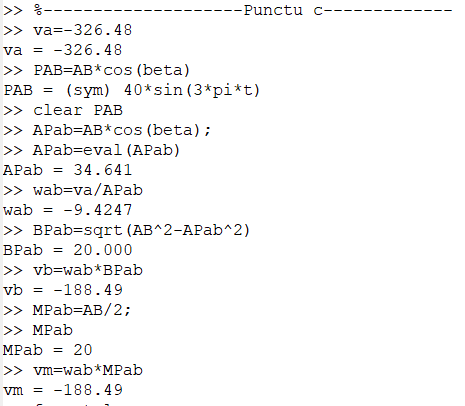 >> %--------------------Punctu c-------------
>> va=-326.48
va = -326.48
>> PAB=AB*cos(beta)
PAB = (sym) 40*sin(3*pi*t)
>> clear PAB
>> APab=AB*cos(beta);
>> APab=eval(APab)
APab = 34.641
>> wab=va/APab
wab = -9.4247
>> BPab=sqrt(AB^2-APab^2)
BPab = 20.000
>> vb=wab*BPab
vb = -188.49
>> MPab=AB/2;
>> MPab
MPab = 20
>> vm=wab*MPab
vm = -188.49